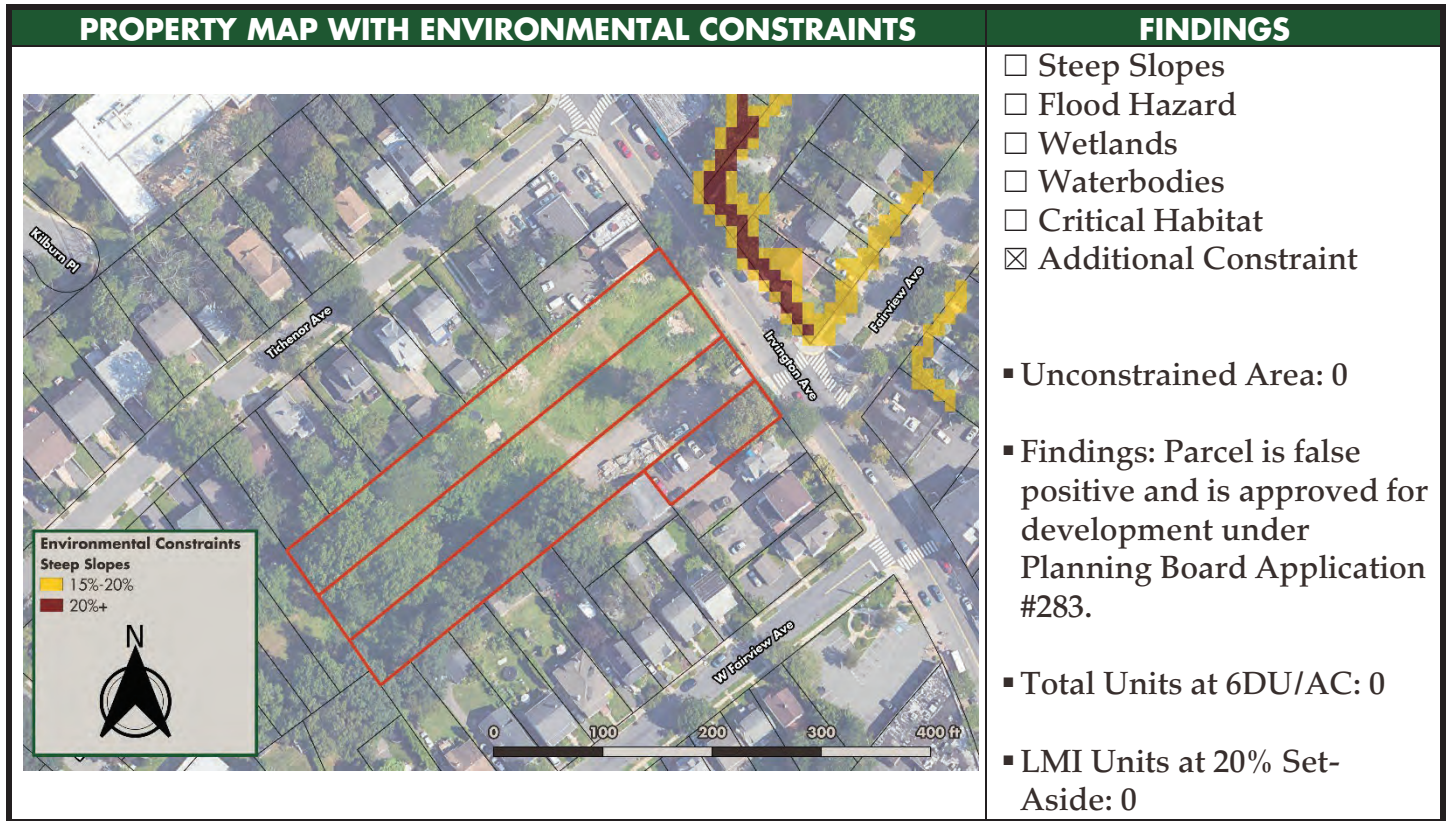 PROPERTY MAP WITH ENVIRONMENTAL CONSTRAINTS
FINDINGS
Kilburn Pl
Tichenor Ave
Irvington Ave
Fairview Ave
W Fairview Ave
Environmental Constraints
Steep Slopes
15%-20%
20%+
N
0 100 200 300 400 ft
☐ Steep Slopes
☐ Flood Hazard
☐ Wetlands
☐ Waterbodies
☐ Critical Habitat
☒ Additional Constraint
▪ Unconstrained Area: 0
▪ Findings: Parcel is false
positive and is approved for
development under
Planning Board Application
#283.
▪ Total Units at 6DU/AC: 0
▪ LMI Units at 20% Set-
Aside: 0